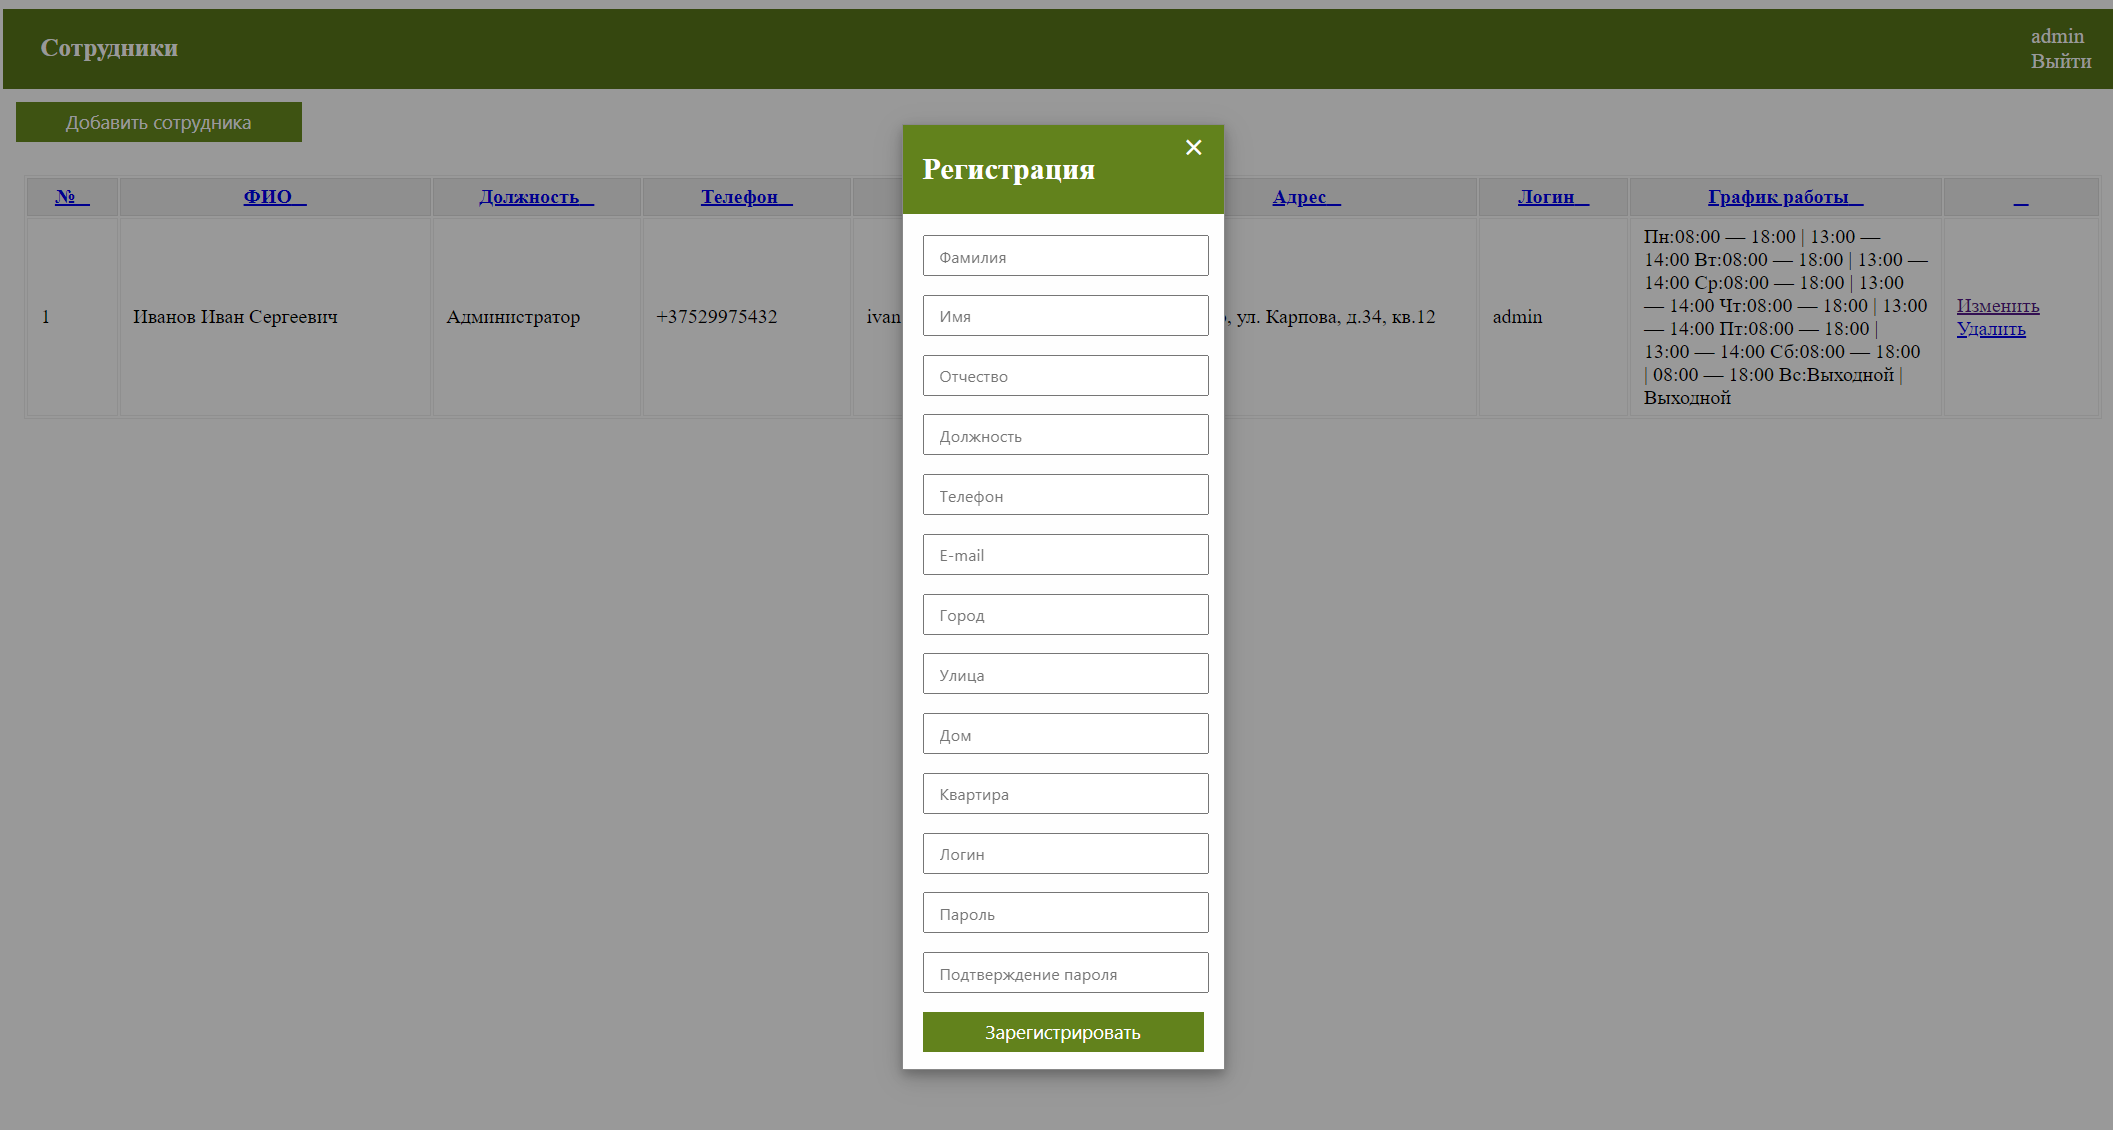 Сотрудники
admin
Выйти
Добавить сотрудника
№
ФИО
Должность
Телефон
Адрес
Логин
График работы
1
Иванов Иван Сергеевич
Администратор
+37529975432
ivan
, ул. Карпова, д.34, кв.12
admin
Пн:08:00 — 18:00 | 13:00 —
14:00 Вт:08:00 — 18:00 | 13:00 —
14:00 Ср:08:00 — 18:00 | 13:00
— 14:00 Чт:08:00 — 18:00 | 13:00
— 14:00 Пт:08:00 — 18:00 |
13:00 — 14:00 Сб:08:00 — 18:00
| 08:00 — 18:00 Вс:Выходной |
Выходной
Изменить
Удалить
Регистрация
Фамилия
Имя
Отчество
Должность
Телефон
E-mail
Город
Улица
Дом
Квартира
Логин
Пароль
Подтверждение пароля
Зарегистрировать